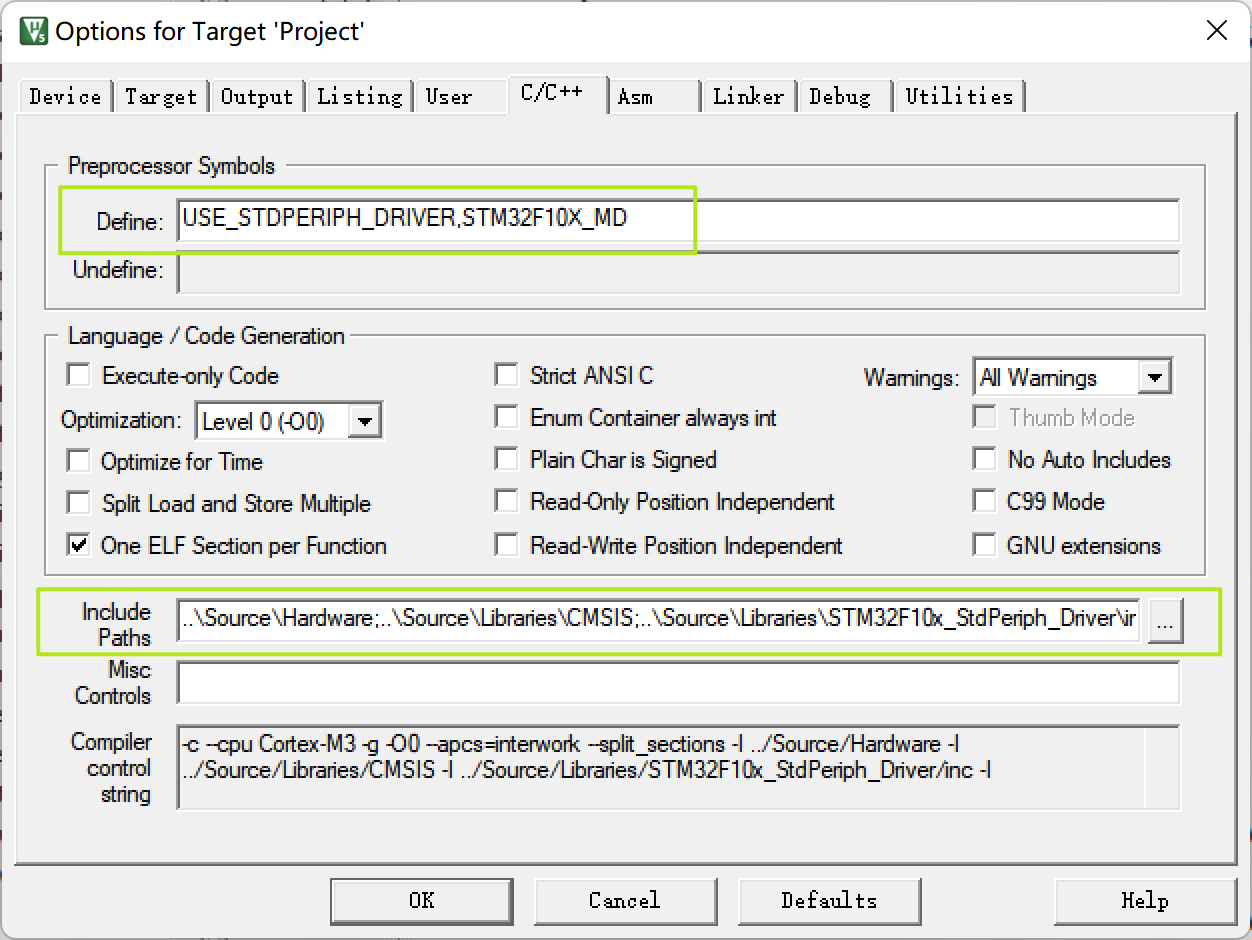 Options for Target 'Project'
Device Target Output Listing User C/C++ Asm Linker Debug Utilities
Preprocessor Symbols
Define: USE_STDPERIPH_DRIVER,STM32F10X_MD
Undefine:
Language / Code Generation
Execute-only Code Strict ANSI C Warnings: All Warnings
Optimization: Level 0 (-O0) Enum Container always int Thumb Mode
Optimize for Time Plain Char is Signed No Auto Includes
Split Load and Store Multiple Read-Only Position Independent C99 Mode
One ELF Section per Function Read-Write Position Independent GNU extensions
Include Paths ..\Source\Hardware;..\Source\Libraries\CMSIS;..\Source\Libraries\STM32F10x_StdPeriph_Driver\ir ...
Misc Controls
Compiler control string
-c --cpu Cortex-M3 -g -O0 --apcs=interwork --split_sections -I ../Source/Hardware -I
../Source/Libraries/CMSIS -I ../Source/Libraries/STM32F10x_StdPeriph_Driver/inc -I
OK Cancel Defaults Help